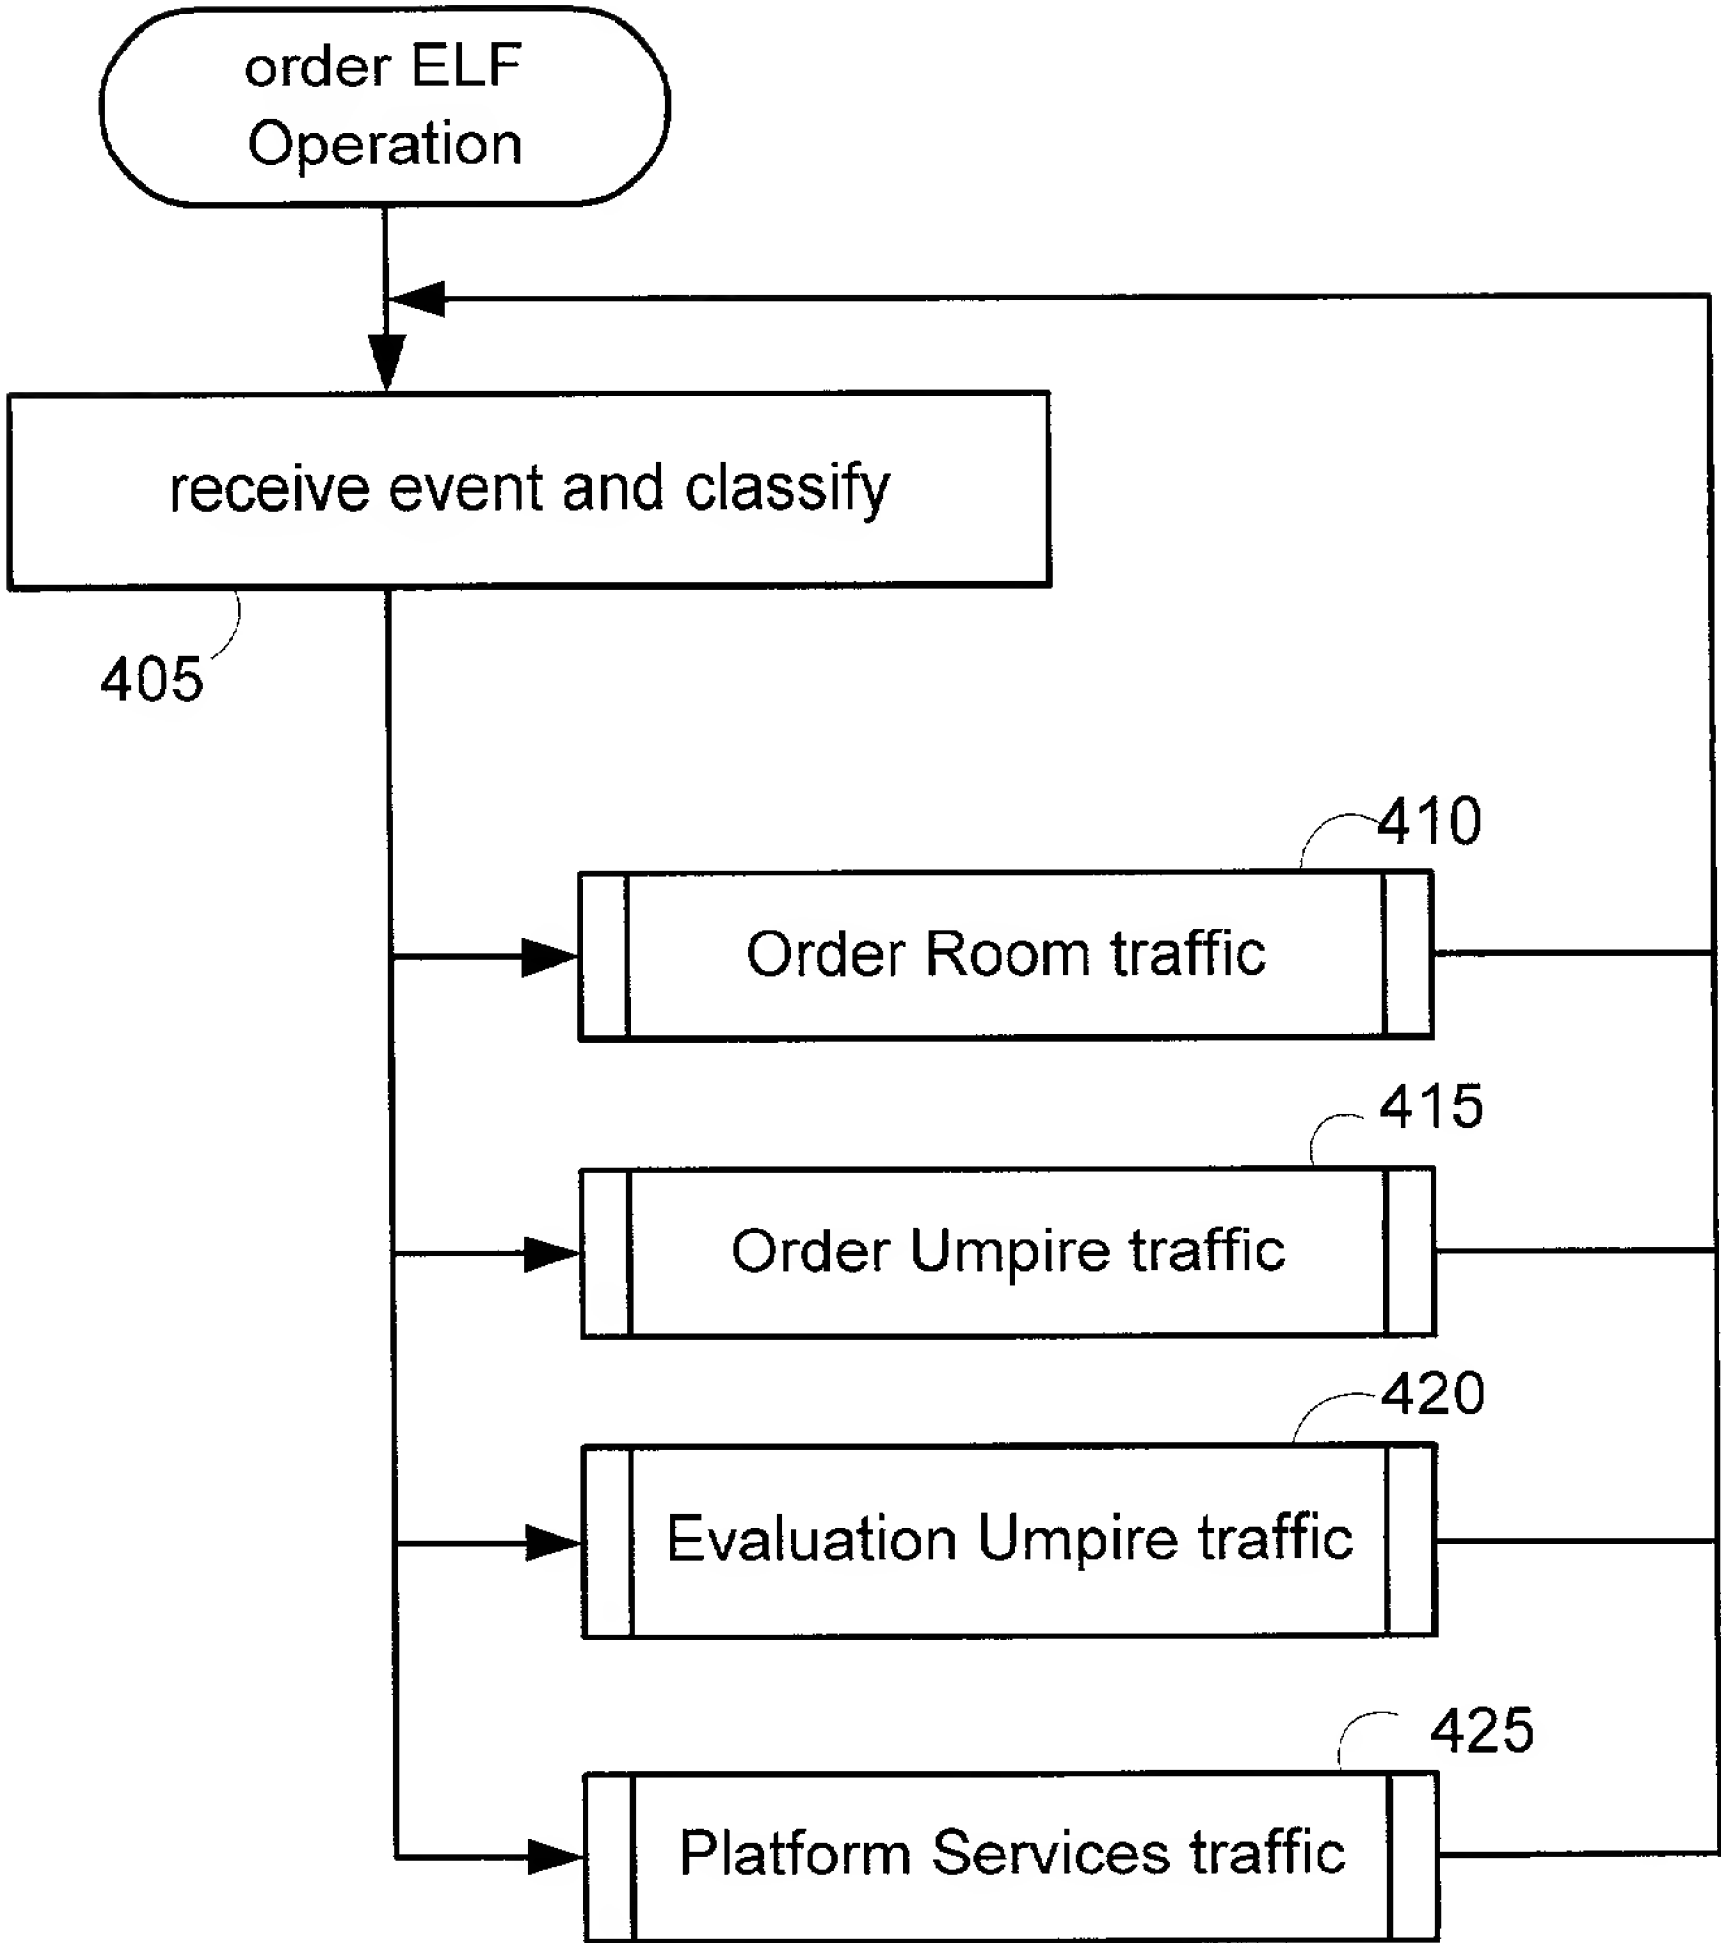 order ELF
Operation
receive event and classify
405
410
Order Room traffic
415
Order Umpire traffic
420
Evaluation Umpire traffic
425
Platform Services traffic